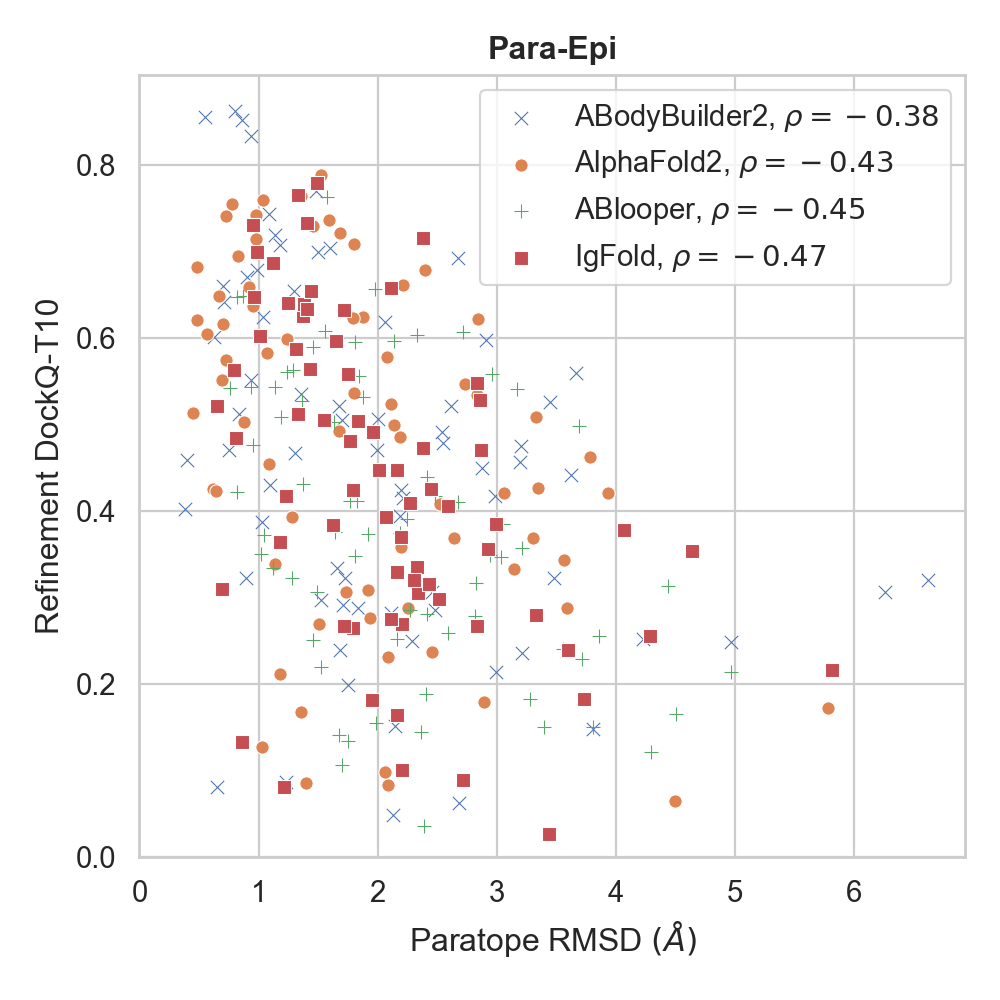 Para-Epi
ABodyBuilder2, ρ = −0.38
AlphaFold2, ρ = −0.43
ABlooper, ρ = −0.45
IgFold, ρ = −0.47
Refinement DockQ-T10
0.8
0.6
0.4
0.2
0.0
0 1 2 3 4 5 6
Paratope RMSD (Å)